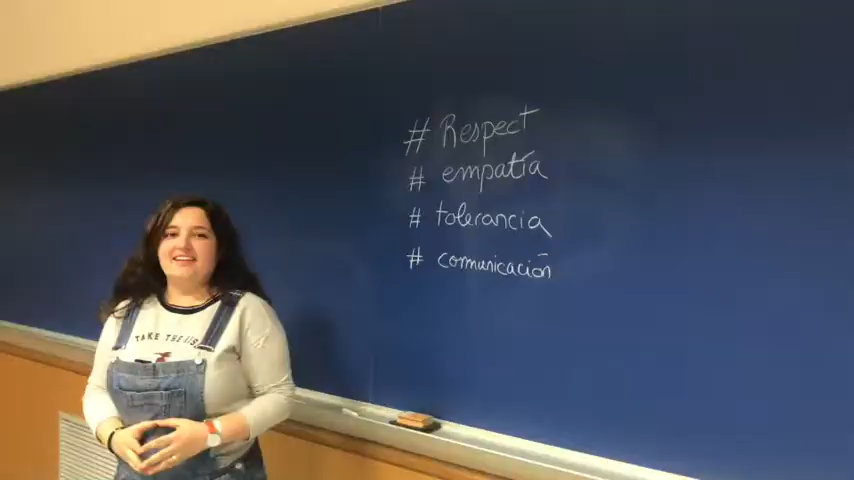 # Respect
# empatía
# tolerancia
# comunicación
TAKE THE